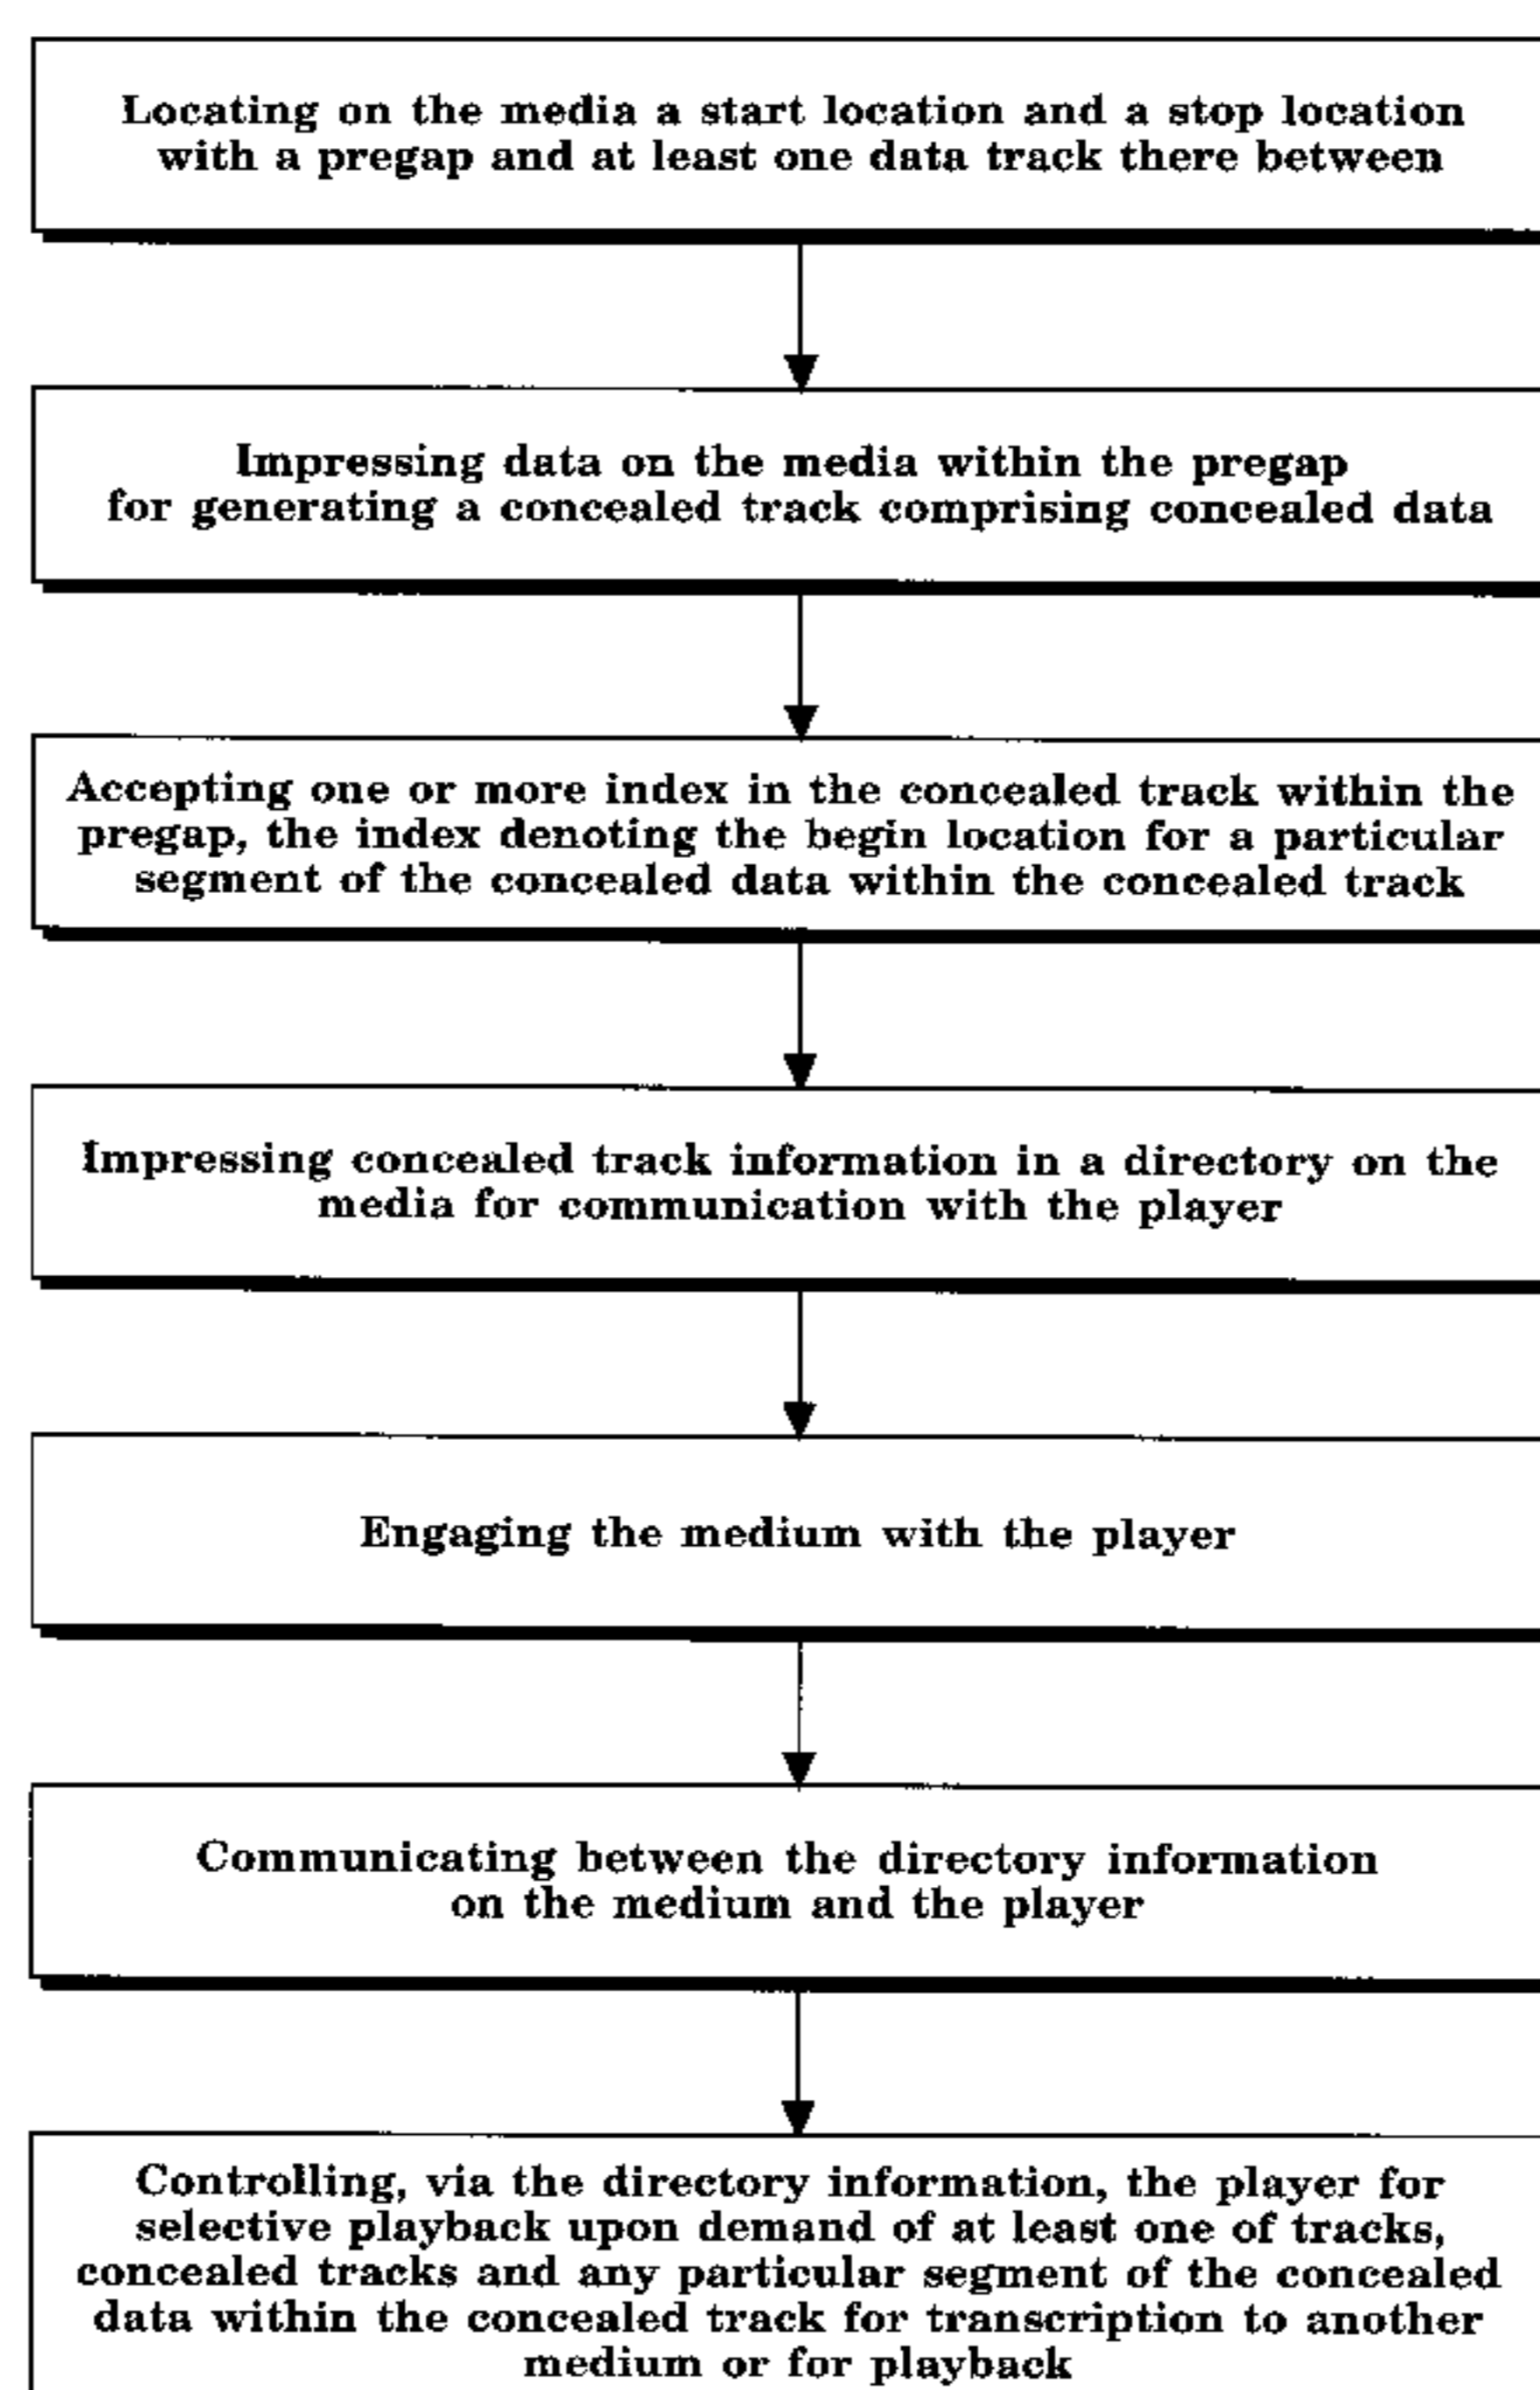 Locating on the media a start location and a stop location
with a pregap and at least one data track there between
Impressing data on the media within the pregap
for generating a concealed track comprising concealed data
Accepting one or more index in the concealed track within the
pregap, the index denoting the begin location for a particular
segment of the concealed data within the concealed track
Impressing concealed track information in a directory on the
media for communication with the player
Engaging the medium with the player
Communicating between the directory information
on the medium and the player
Controlling, via the directory information, the player for
selective playback upon demand of at least one of tracks,
concealed tracks and any particular segment of the concealed
data within the concealed track for transcription to another
medium or for playback